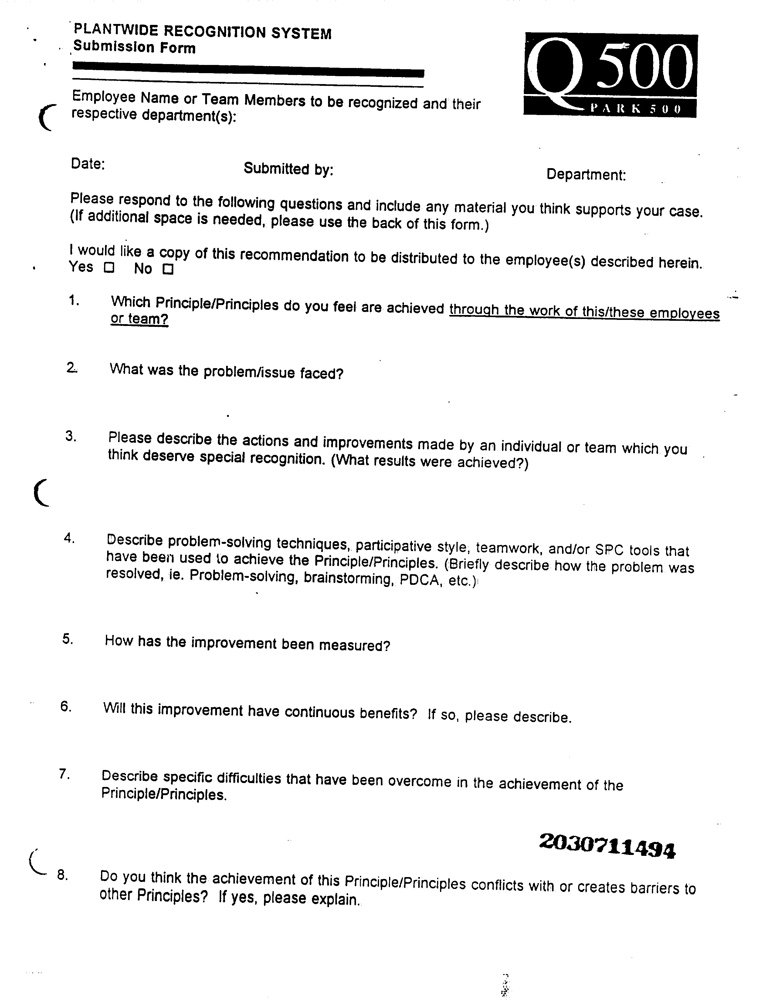 PLANTWIDE RECOGNITION SYSTEM
Submission Form
Q 500
PARK 500
Employee Name or Team Members to be recognized and their
respective department(s):
Date: Submitted by: Department:
Please respond to the following questions and include any material you think supports your case.
(If additional space is needed, please use the back of this form.)
I would like a copy of this recommendation to be distributed to the employee(s) described herein.
Yes ☐ No ☐
1. Which Principle/Principles do you feel are achieved through the work of this/these employees
or team?
2. What was the problem/issue faced?
3. Please describe the actions and improvements made by an individual or team which you
think deserve special recognition. (What results were achieved?)
4. Describe problem-solving techniques, participative style, teamwork, and/or SPC tools that
have been used to achieve the Principle/Principles. (Briefly describe how the problem was
resolved, ie. Problem-solving, brainstorming, PDCA, etc.)
5. How has the improvement been measured?
6. Will this improvement have continuous benefits? If so, please describe.
7. Describe specific difficulties that have been overcome in the achievement of the
Principle/Principles.
2030711494
8. Do you think the achievement of this Principle/Principles conflicts with or creates barriers to
other Principles? If yes, please explain.